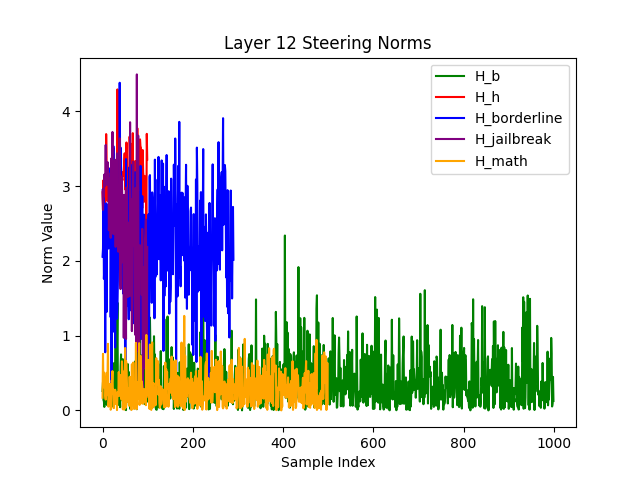 Layer 12 Steering Norms
H_b
H_h
H_borderline
H_jailbreak
H_math
Norm Value
4
3
2
1
0
0 200 400 600 800 1000
Sample Index